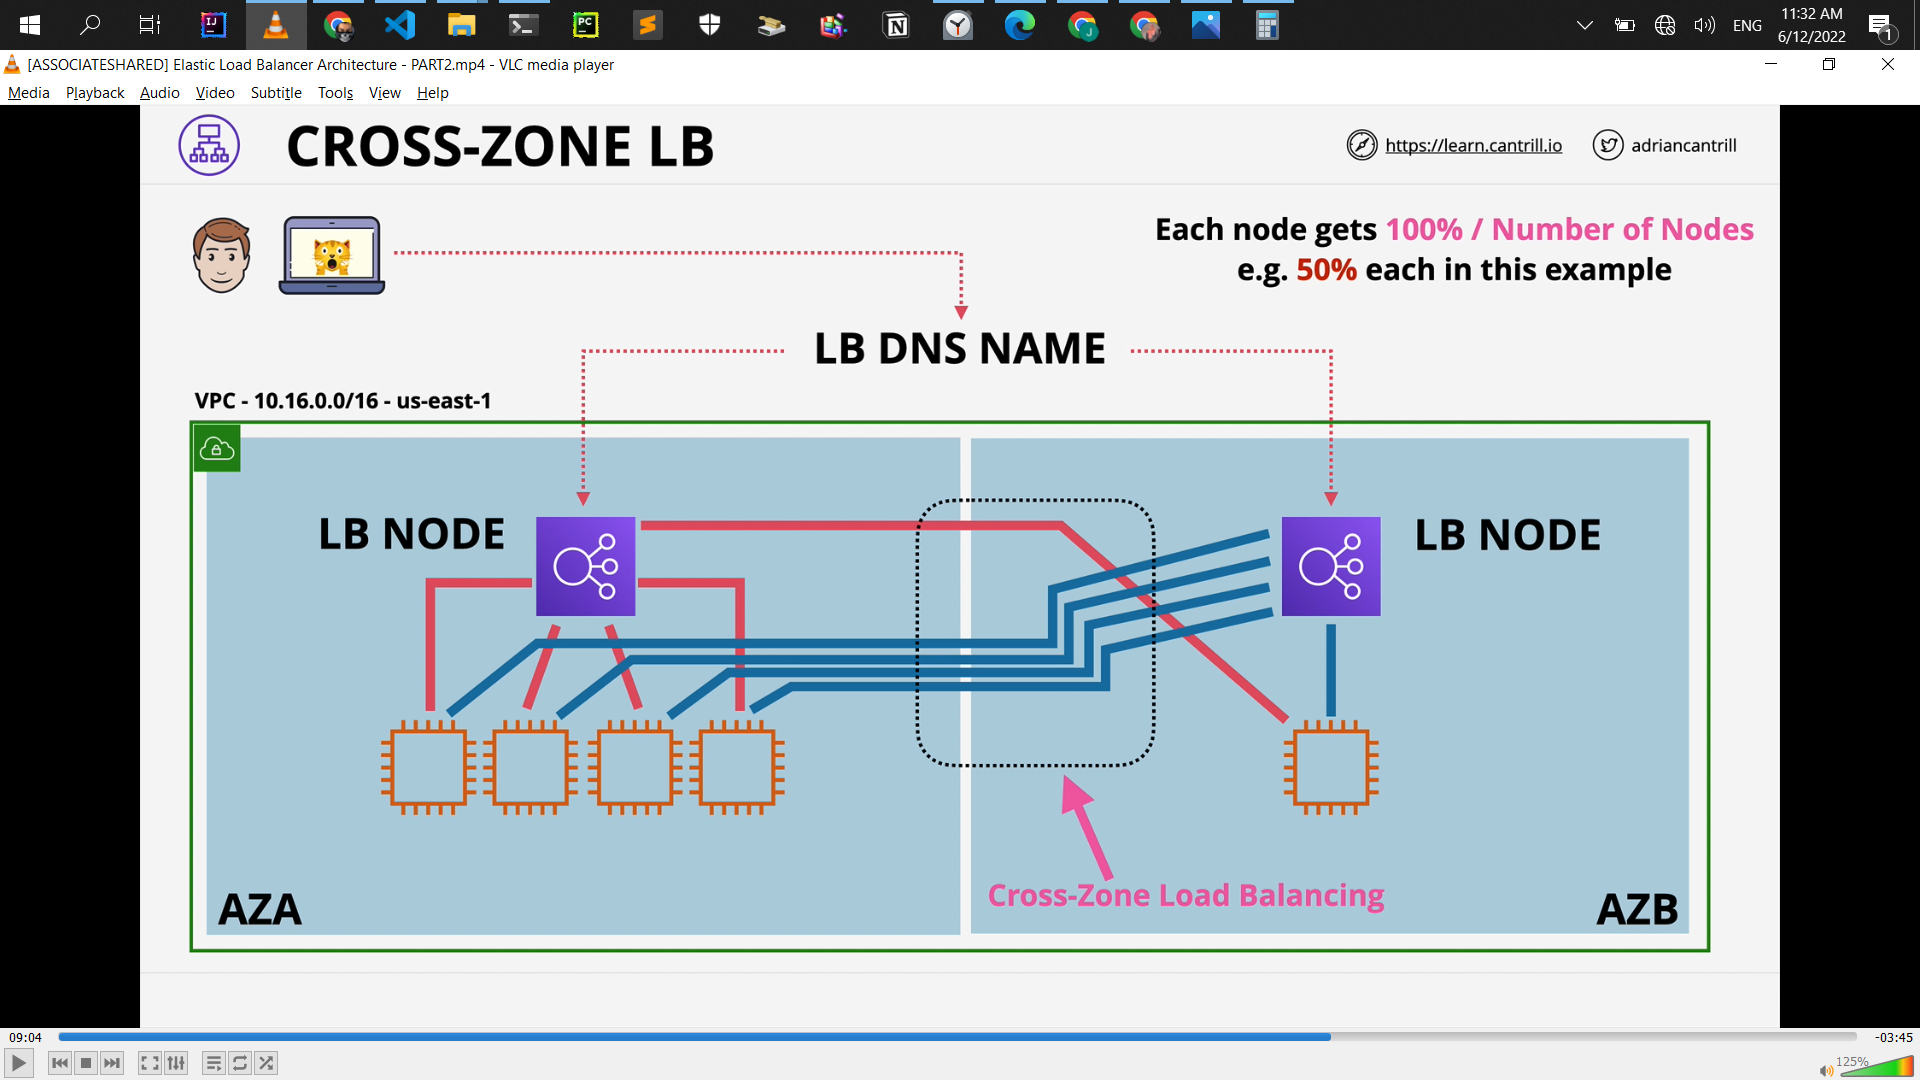 IJ
PC
N
J
ENG
11:32 AM
6/12/2022
1
[ASSOCIATESHARED] Elastic Load Balancer Architecture - PART2.mp4 - VLC media player
Media Playback Audio Video Subtitle Tools View Help
CROSS-ZONE LB
https://learn.cantrill.io
adriancantrill
Each node gets 100% / Number of Nodes
e.g. 50% each in this example
LB DNS NAME
VPC - 10.16.0.0/16 - us-east-1
LB NODE
LB NODE
Cross-Zone Load Balancing
AZA
AZB
09:04
-03:45
125%